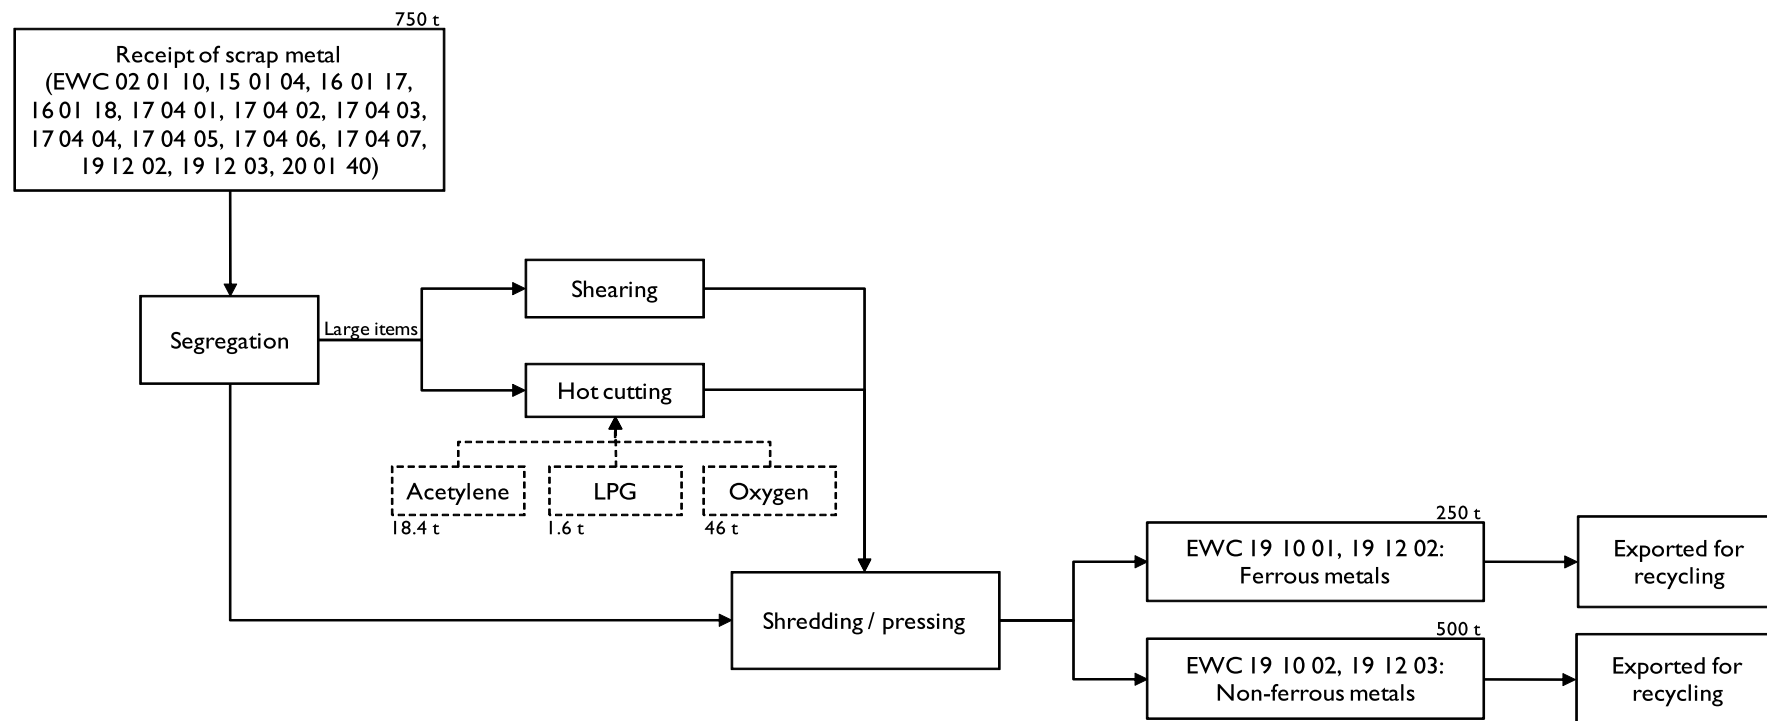 750 t
Receipt of scrap metal
(EWC 02 01 10, 15 01 04, 16 01 17,
16 01 18, 17 04 01, 17 04 02, 17 04 03,
17 04 04, 17 04 05, 17 04 06, 17 04 07,
19 12 02, 19 12 03, 20 01 40)
Segregation
Large items
Shearing
Hot cutting
Acetylene
18.4 t
LPG
1.6 t
Oxygen
46 t
Shredding / pressing
250 t
EWC 19 10 01, 19 12 02:
Ferrous metals
Exported for
recycling
500 t
EWC 19 10 02, 19 12 03:
Non-ferrous metals
Exported for
recycling